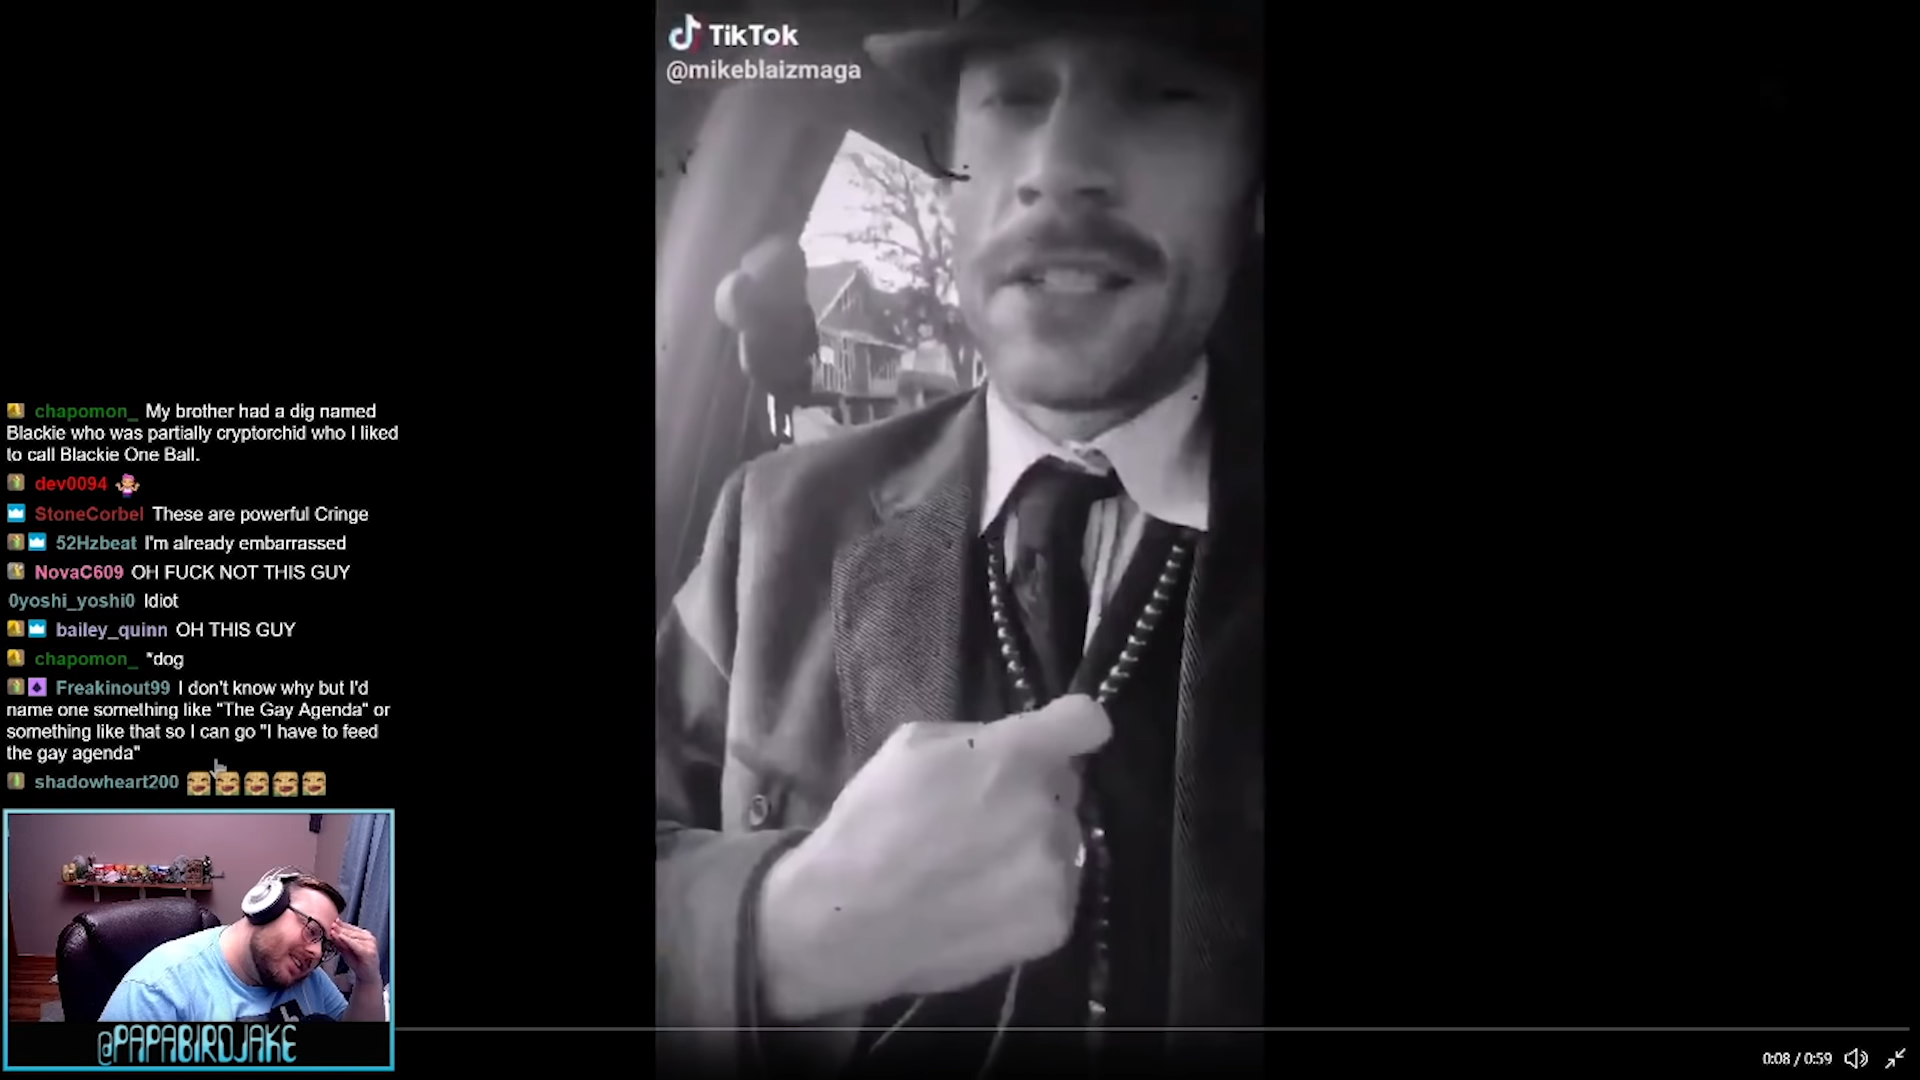 TikTok
@mikeblaizmaga
chapomon_ My brother had a dig named
Blackie who was partially cryptorchid who I liked
to call Blackie One Ball.
dev0094
StoneCorbel These are powerful Cringe
52Hzbeat I'm already embarrassed
NovaC609 OH FUCK NOT THIS GUY
0yoshi_yoshi0 Idiot
bailey_quinn OH THIS GUY
chapomon_ *dog
Freakinout99 I don't know why but I'd
name one something like "The Gay Agenda" or
something like that so I can go "I have to feed
the gay agenda"
shadowheart200
@PAPABIRDJAKE
0:08 / 0:59